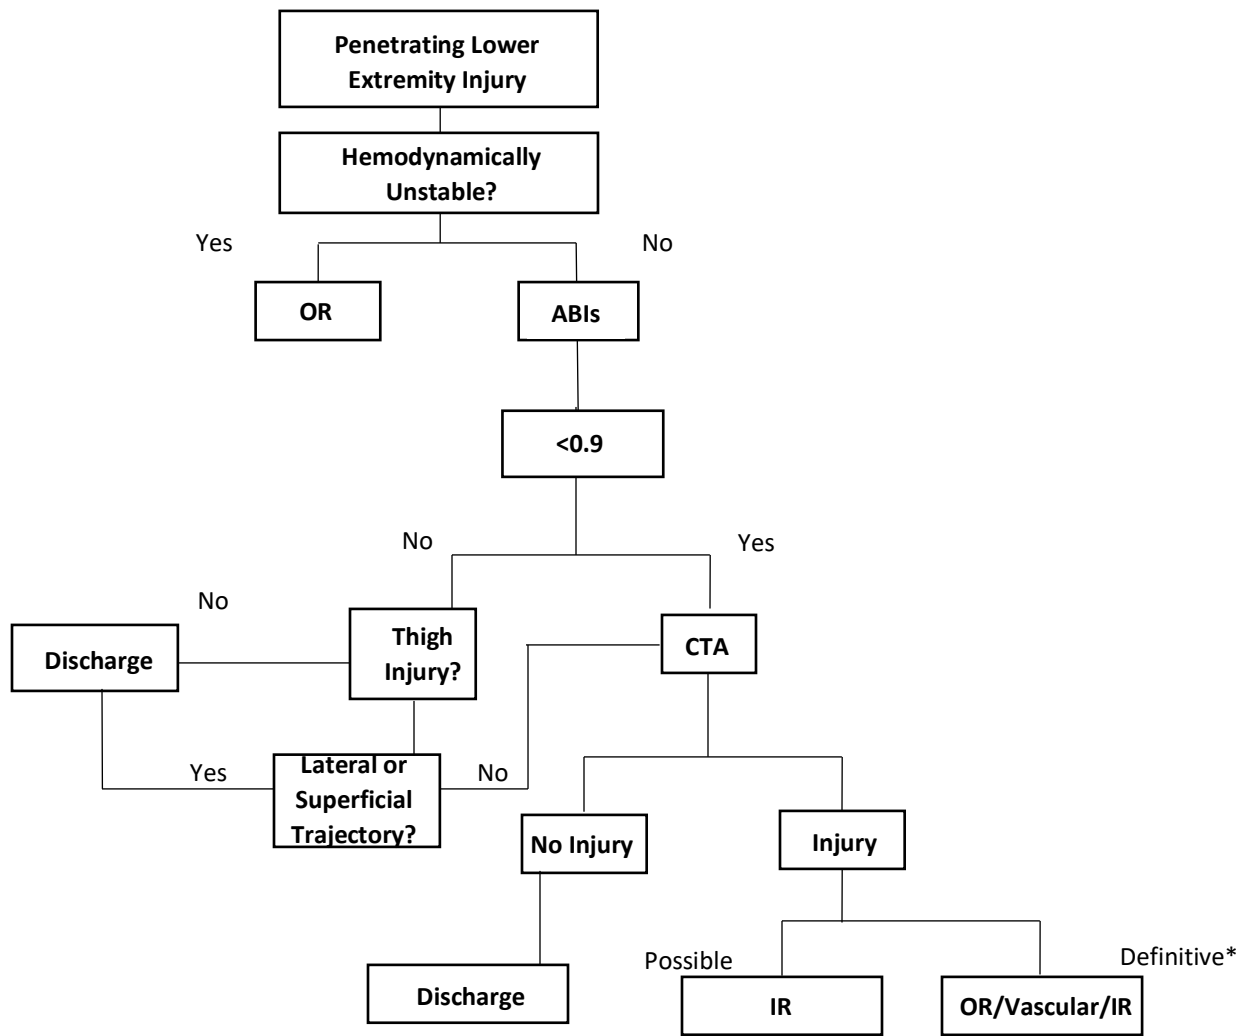 Penetrating Lower
Extremity Injury
Hemodynamically
Unstable?
Yes
No
OR
ABIs
<0.9
No
Yes
No
Discharge
Thigh
Injury?
CTA
Yes
Lateral or
Superficial
Trajectory?
No
No Injury
Injury
Possible
Definitive*
Discharge
IR
OR/Vascular/IR